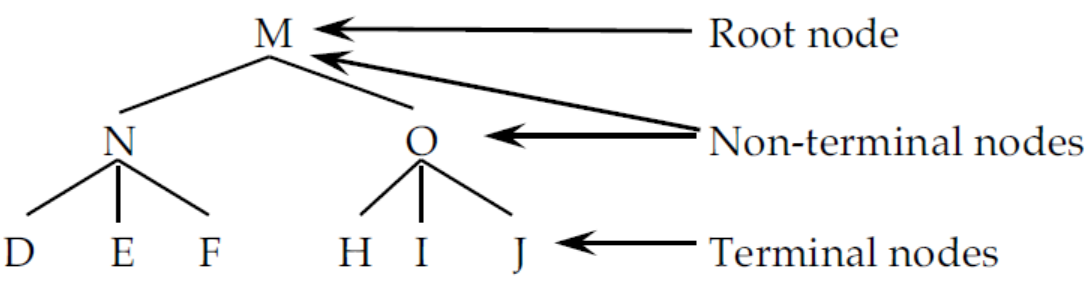 M Root node
N O Non-terminal nodes
D E F H I J Terminal nodes